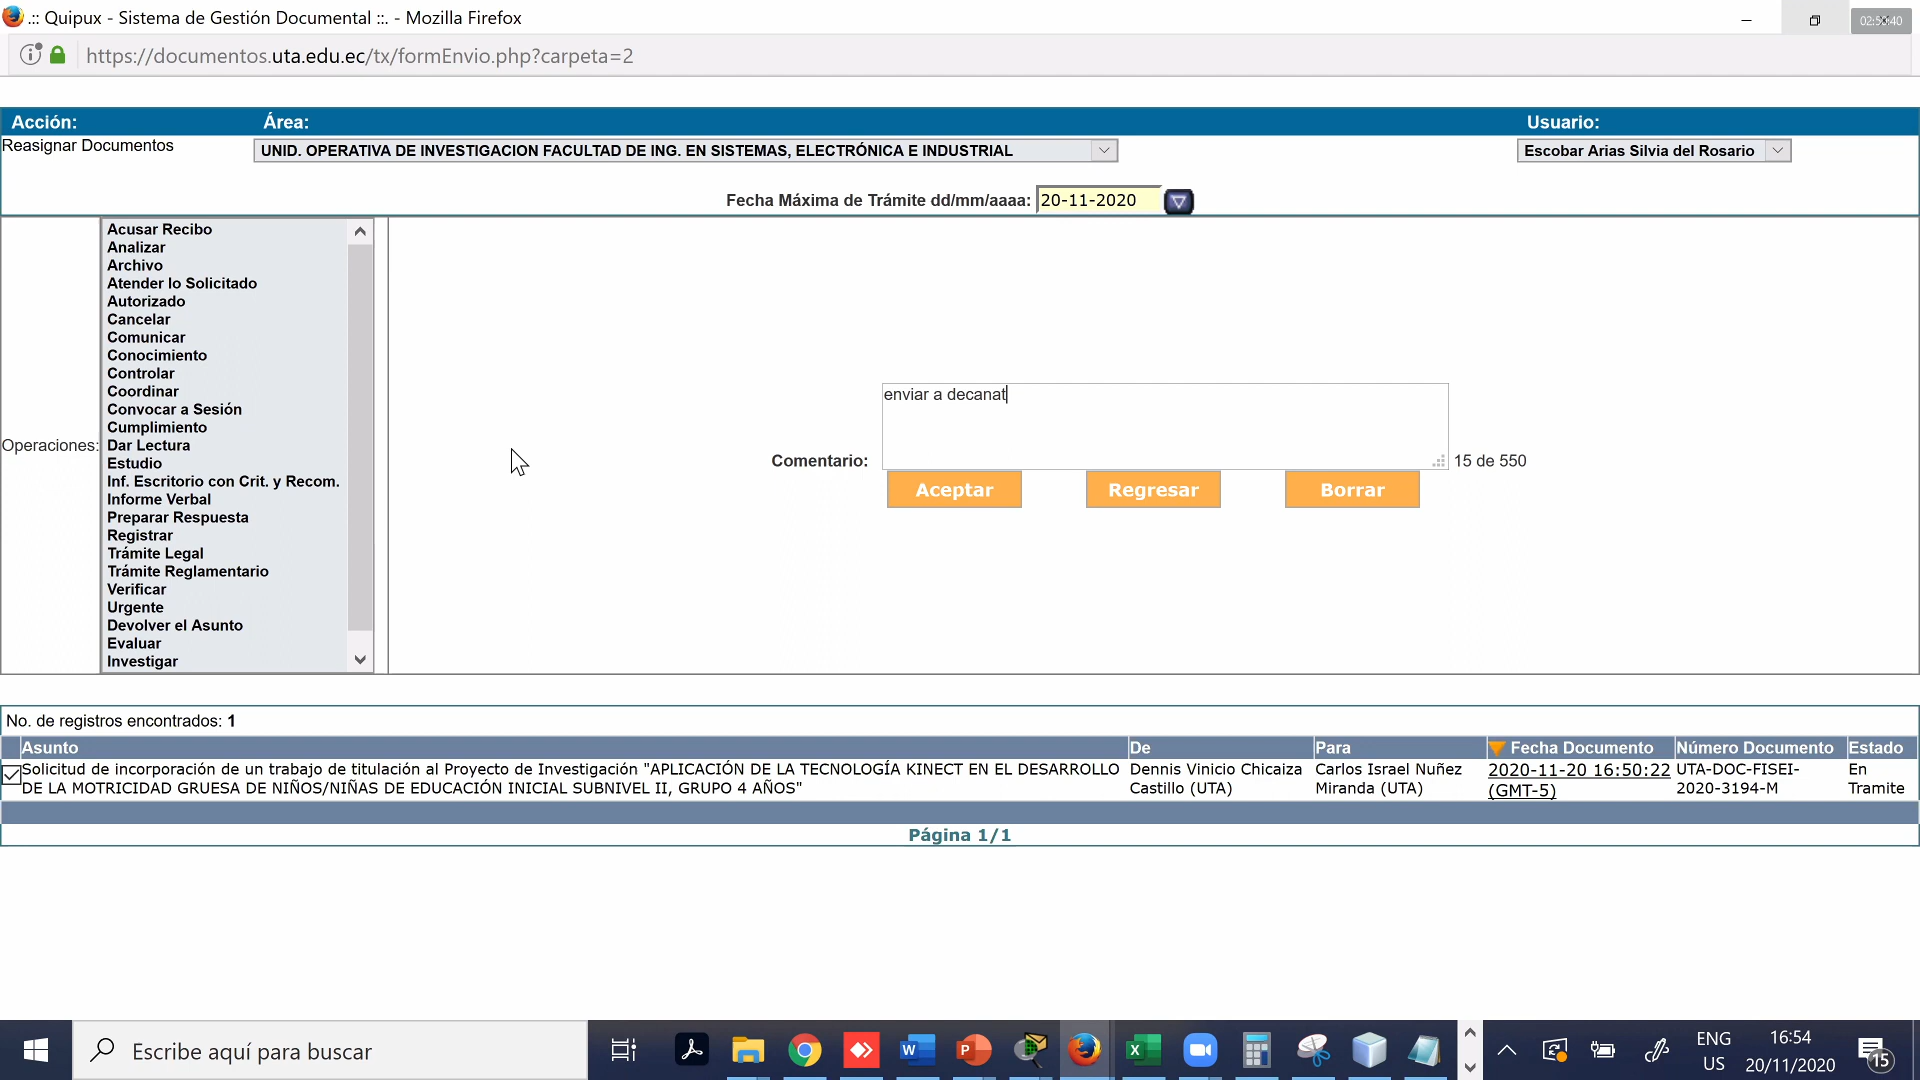 .:: Quipux - Sistema de Gestión Documental ::. - Mozilla Firefox
https://documentos.uta.edu.ec/tx/formEnvio.php?carpeta=2
Acción: Área: Usuario:
Reasignar Documentos UNID. OPERATIVA DE INVESTIGACION FACULTAD DE ING. EN SISTEMAS, ELECTRÓNICA E INDUSTRIAL Escobar Arias Silvia del Rosario
Fecha Máxima de Trámite dd/mm/aaaa: 20-11-2020
Operaciones:
Acusar Recibo
Analizar
Archivo
Atender lo Solicitado
Autorizado
Cancelar
Comunicar
Conocimiento
Controlar
Coordinar
Convocar a Sesión
Cumplimiento
Dar Lectura
Estudio
Inf. Escritorio con Crit. y Recom.
Informe Verbal
Preparar Respuesta
Registrar
Trámite Legal
Trámite Reglamentario
Verificar
Urgente
Devolver el Asunto
Evaluar
Investigar
enviar a decanat
Comentario: 15 de 550
Aceptar Regresar Borrar
No. de registros encontrados: 1
Asunto De Para Fecha Documento Número Documento Estado
Solicitud de incorporación de un trabajo de titulación al Proyecto de Investigación "APLICACIÓN DE LA TECNOLOGÍA KINECT EN EL DESARROLLO Dennis Vinicio Chicaiza Carlos Israel Nuñez 2020-11-20 16:50:22 UTA-DOC-FISEI- En
DE LA MOTRICIDAD GRUESA DE NIÑOS/NIÑAS DE EDUCACIÓN INICIAL SUBNIVEL II, GRUPO 4 AÑOS" Castillo (UTA) Miranda (UTA) (GMT-5) 2020-3194-M Tramite
Página 1/1
Escribe aquí para buscar
ENG 16:54
US 20/11/2020 15